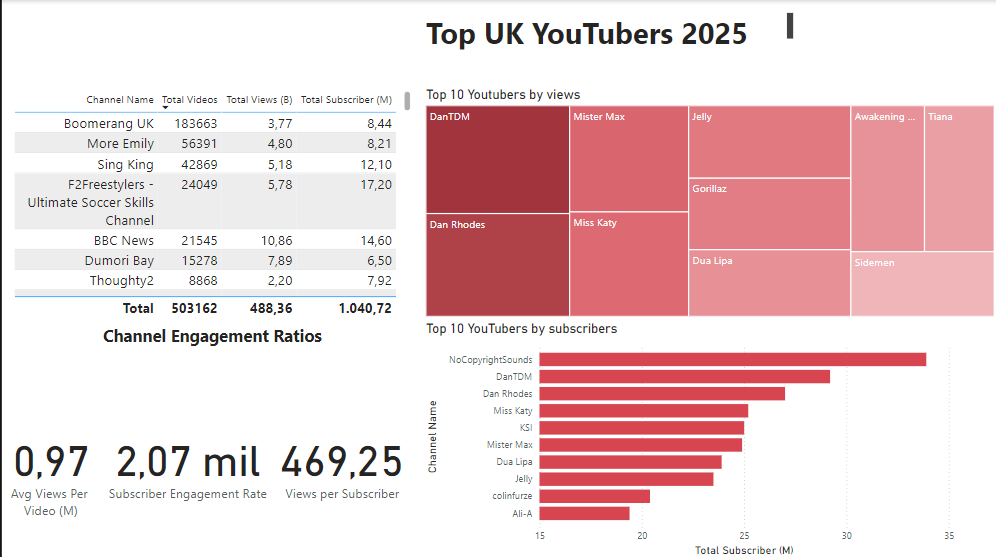 Top UK YouTubers 2025
Channel Name Total Videos Total Views (B) Total Subscriber (M)
Boomerang UK 183663 3,77 8,44
More Emily 56391 4,80 8,21
Sing King 42869 5,18 12,10
F2Freestylers - 24049 5,78 17,20
Ultimate Soccer Skills
Channel
BBC News 21545 10,86 14,60
Dumori Bay 15278 7,89 6,50
Thoughty2 8868 2,20 7,92
Total 503162 488,36 1.040,72
Channel Engagement Ratios
0,97 2,07 mil 469,25
Avg Views Per Subscriber Engagement Rate Views per Subscriber
Video (M)
Top 10 Youtubers by views
DanTDM Mister Max Jelly Awakening ... Tiana
Gorillaz
Dan Rhodes Miss Katy
Dua Lipa Sidemen
Top 10 YouTubers by subscribers
Channel Name
NoCopyrightSounds
DanTDM
Dan Rhodes
Miss Katy
KSI
Mister Max
Dua Lipa
Jelly
colinfurze
Ali-A
15 20 25 30 35
Total Subscriber (M)